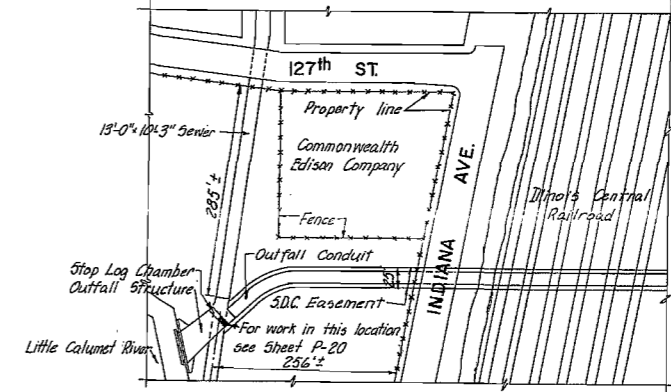 127th ST.
Property line
13'-0"x10'-3" Sewer
Commonwealth
Edison Company
AVE.
Illinois Central
Railroad
285'±
Fence
INDIANA
Outfall Conduit
Stop Log Chamber
Outfall Structure
25'
S.D.C. Easement
For work in this location
see Sheet P-20
Little Calumet River
256'±